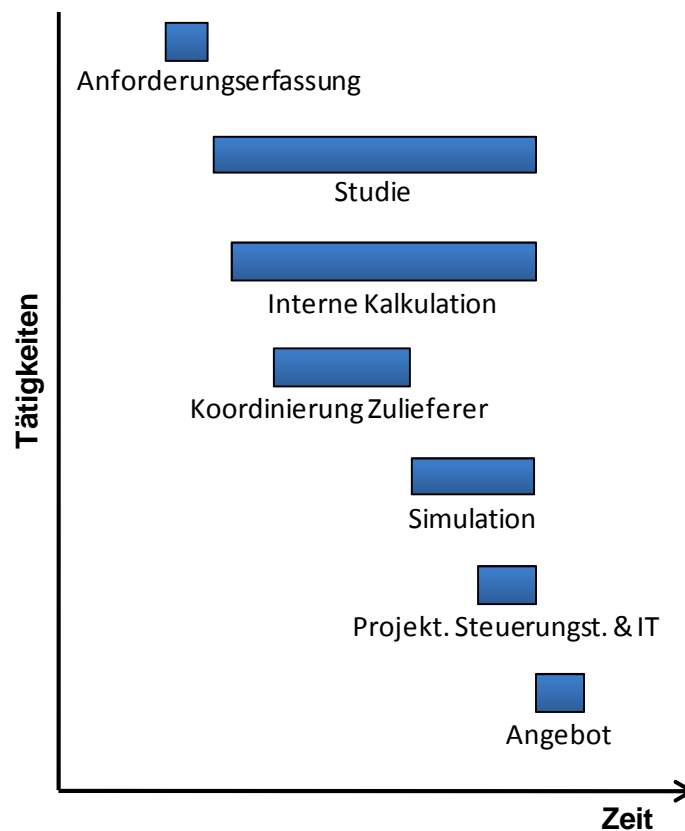 Anforderungserfassung
Studie
Interne Kalkulation
Koordinierung Zulieferer
Simulation
Projekt. Steuerungst. & IT
Angebot
Tätigkeiten
Zeit